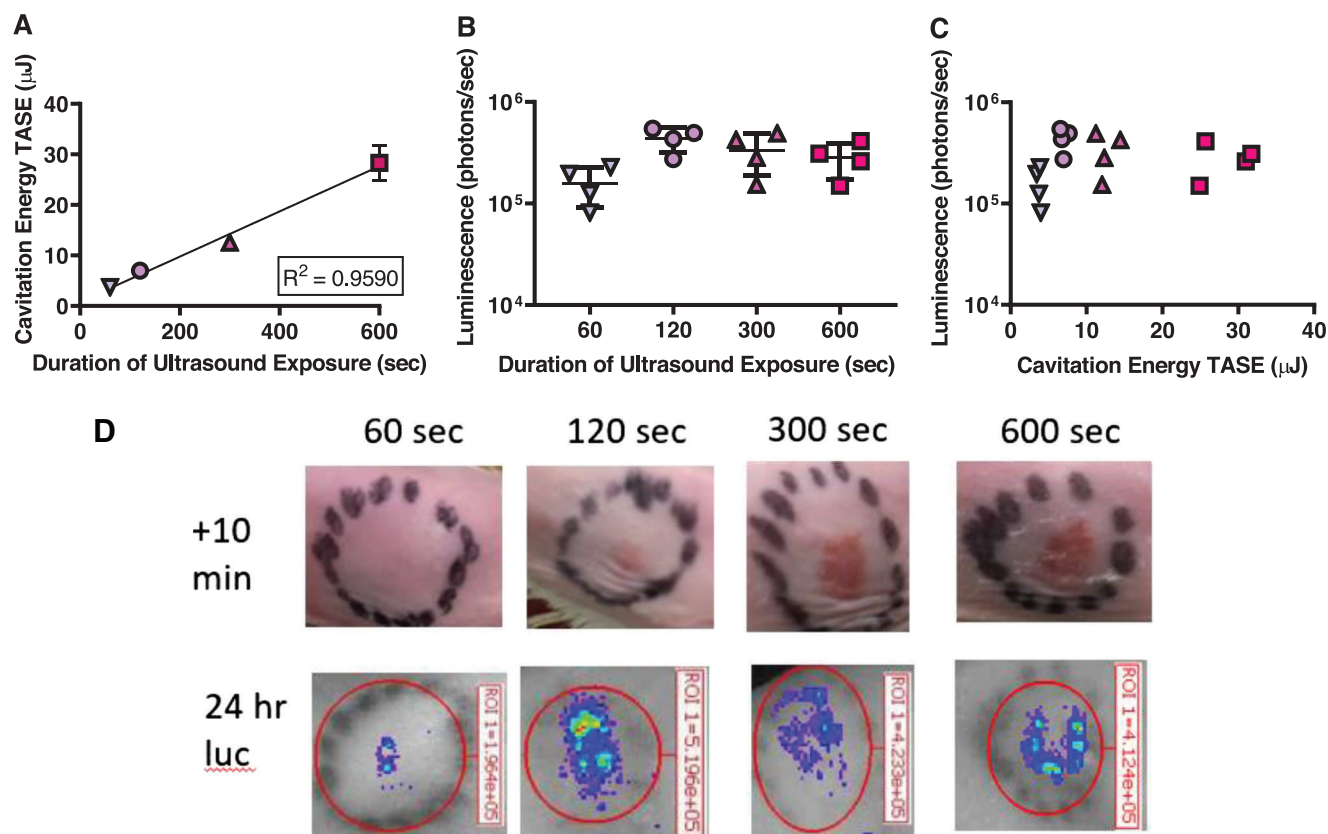 A
Cavitation Energy TASE (μJ)
40
30
20
10
0
0
200
400
600
R² = 0.9590
Duration of Ultrasound Exposure (sec)
B
Luminescence (photons/sec)
10⁶
10⁵
10⁴
60
120
300
600
Duration of Ultrasound Exposure (sec)
C
Luminescence (photons/sec)
10⁶
10⁵
10⁴
0
10
20
30
40
Cavitation Energy TASE (μJ)
D
60 sec
120 sec
300 sec
600 sec
+10
min
24 hr
luc
ROI 1=1.964e+05
ROI 1=5.196e+05
ROI 1=4.233e+05
ROI 1=4.124e+05